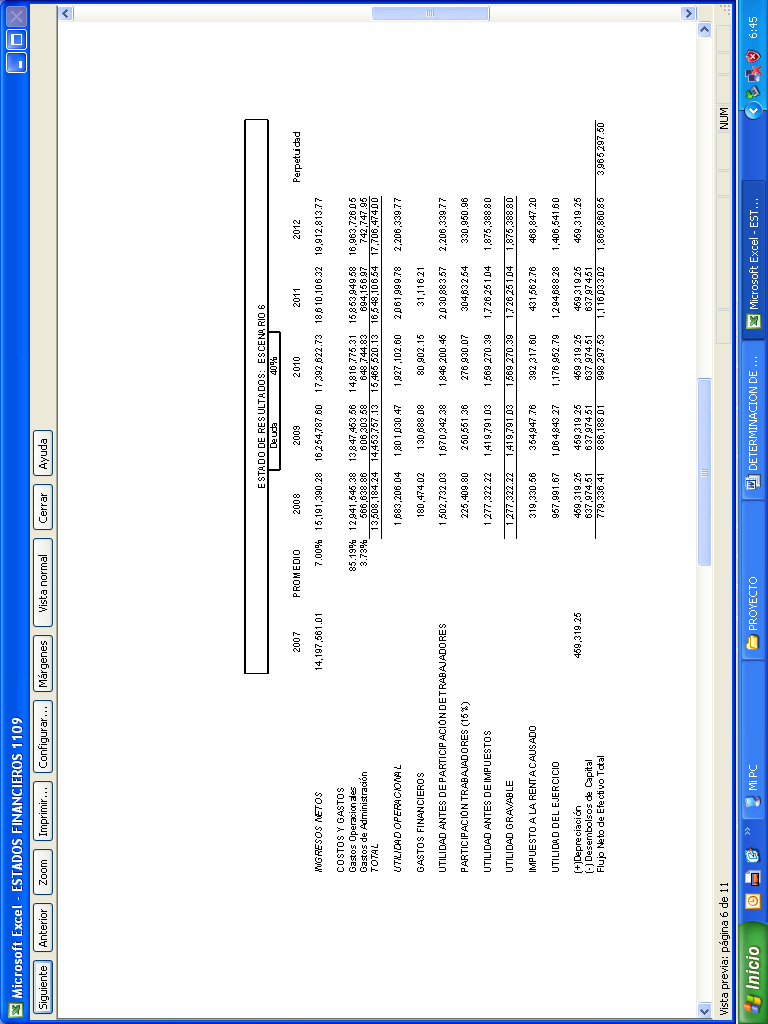 Microsoft Excel - ESTADOS FINANCIEROS 1109
Siguiente Anterior Zoom Imprimir... Configurar... Márgenes Vista normal Cerrar Ayuda
ESTADO DE RESULTADOS: ESCENARIO 6
Deuda 40%
2007 PROMEDIO 2008 2009 2010 2011 2012 Perpetuidad
INGRESOS NETOS 14,197,561.01 7.00% 15,191,390.28 16,254,787.60 17,392,622.73 18,610,106.32 19,912,813.77
COSTOS Y GASTOS
Gastos Operacionales 85.19% 12,941,545.38 13,847,453.56 14,816,775.31 15,853,949.58 16,963,726.05
Gastos de Administración 3.73% 566,638.86 606,303.58 648,744.83 694,156.97 742,747.95
TOTAL 13,508,184.24 14,453,757.13 15,465,520.13 16,548,106.54 17,706,474.00
UTILIDAD OPERACIONAL 1,683,206.04 1,801,030.47 1,927,102.60 2,061,999.78 2,206,339.77
GASTOS FINANCIEROS 180,474.02 130,688.08 80,902.15 31,116.21
UTILIDAD ANTES DE PARTICIPACIÓN DE TRABAJADORES 1,502,732.03 1,670,342.38 1,846,200.45 2,030,883.57 2,206,339.77
PARTICIPACIÓN TRABAJADORES (15%) 225,409.80 250,551.36 276,930.07 304,632.54 330,950.96
UTILIDAD ANTES DE IMPUESTOS 1,277,322.22 1,419,791.03 1,569,270.39 1,726,251.04 1,875,388.80
UTILIDAD GRAVABLE 1,277,322.22 1,419,791.03 1,569,270.39 1,726,251.04 1,875,388.80
IMPUESTO A LA RENTA CAUSADO 319,330.56 354,947.76 392,317.60 431,562.76 468,847.20
UTILIDAD DEL EJERCICIO 957,991.67 1,064,843.27 1,176,952.79 1,294,688.28 1,406,541.60
(+)Depreciación 459,319.25 459,319.25 459,319.25 459,319.25 459,319.25 459,319.25
(-) Desembolsos de Capital 637,974.51 637,974.51 637,974.51 637,974.51
Flujo Neto de Efectivo Total 779,336.41 886,188.01 998,297.53 1,116,033.02 1,865,860.85 3,965,297.50
Vista previa: página 6 de 11 NUM
Inicio Mi PC PROYECTO DETERMINACION DE ... Microsoft Excel - EST... 6:45